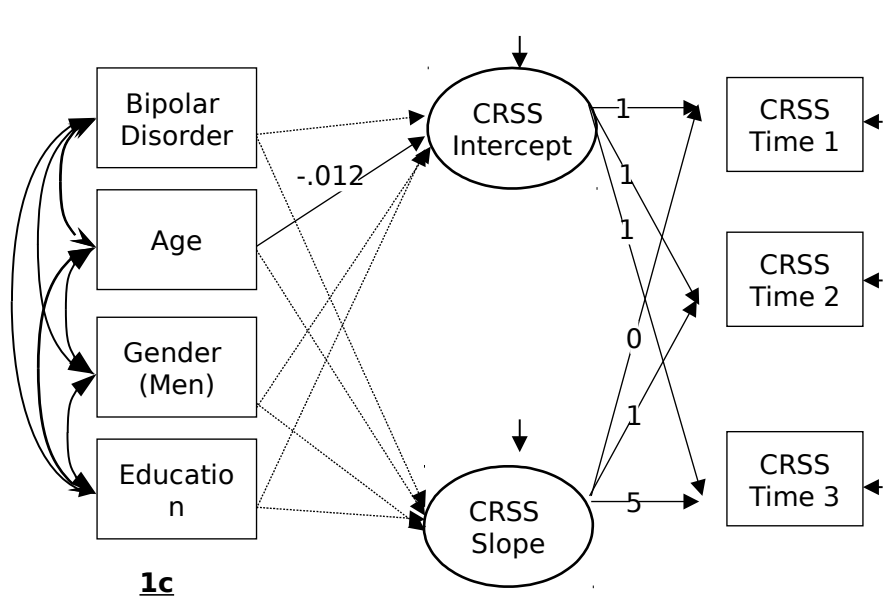 Bipolar
Disorder
Age
Gender
(Men)
Educatio
n
1c
-.012
CRSS
Intercept
CRSS
Slope
1
1
1
0
1
5
CRSS
Time 1
CRSS
Time 2
CRSS
Time 3